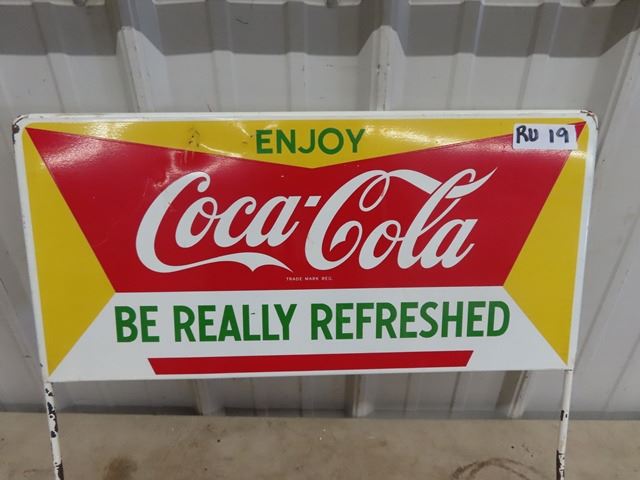 ENJOY
RU 19
Coca-Cola
TRADE MARK REG.
BE REALLY REFRESHED